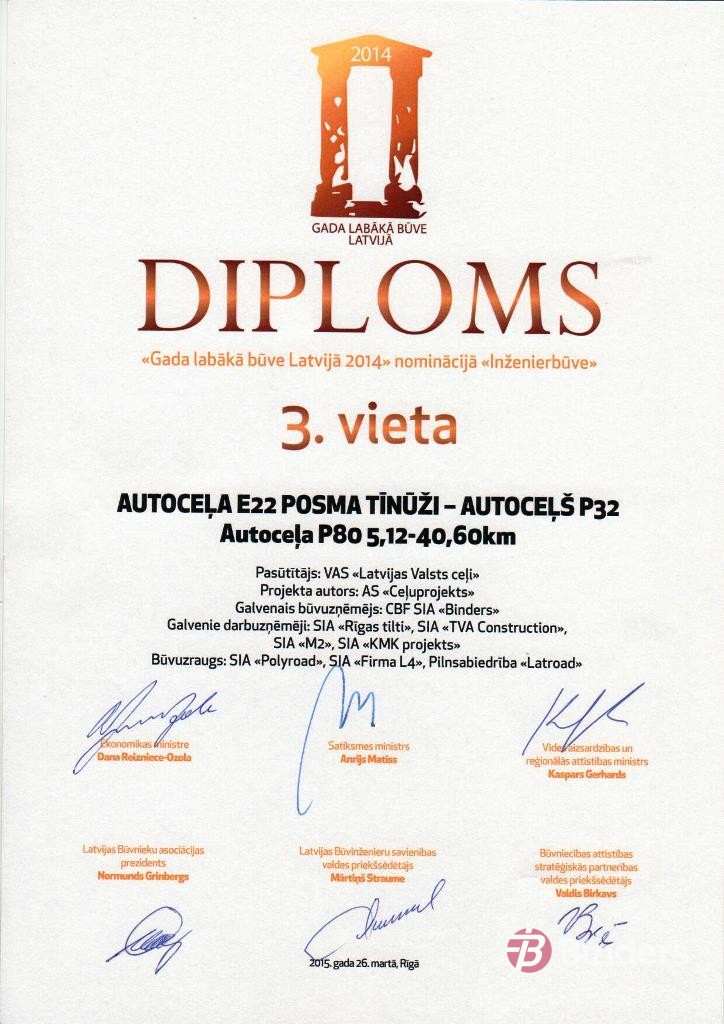 2014
GADA LABĀKĀ BŪVE
LATVIJĀ
DIPLOMS
«Gada labākā būve Latvijā 2014» nominācijā «Inženierbūve»
3. vieta
AUTOCEĻA E22 POSMA TĪNŪŽI – AUTOCEĻŠ P32
Autoceļa P80 5,12-40,60km
Pasūtītājs: VAS «Latvijas Valsts ceļi»
Projekta autors: AS «Ceļuprojekts»
Galvenais būvuzņēmējs: CBF SIA «Binders»
Galvenie darbuzņēmēji: SIA «Rīgas tilti», SIA «TVA Construction»,
SIA «M2», SIA «KMK projekts»
Būvuzraugs: SIA «Polyroad», SIA «Firma L4», Pilnsabiedrība «Latroad»
Ekonomikas ministre
Dana Reizniece-Ozola
Satiksmes ministrs
Anrijs Matīss
Vides aizsardzības un
reģionālās attīstības ministrs
Kaspars Gerhards
Latvijas Būvnieku asociācijas
prezidents
Normunds Grinbergs
Latvijas Būvinženieru savienības
valdes priekšsēdētājs
Mārtiņš Straume
Būvniecības attīstības
stratēģiskās partnerības
valdes priekšsēdētājs
Valdis Birkavs
2015. gada 26. martā, Rīgā